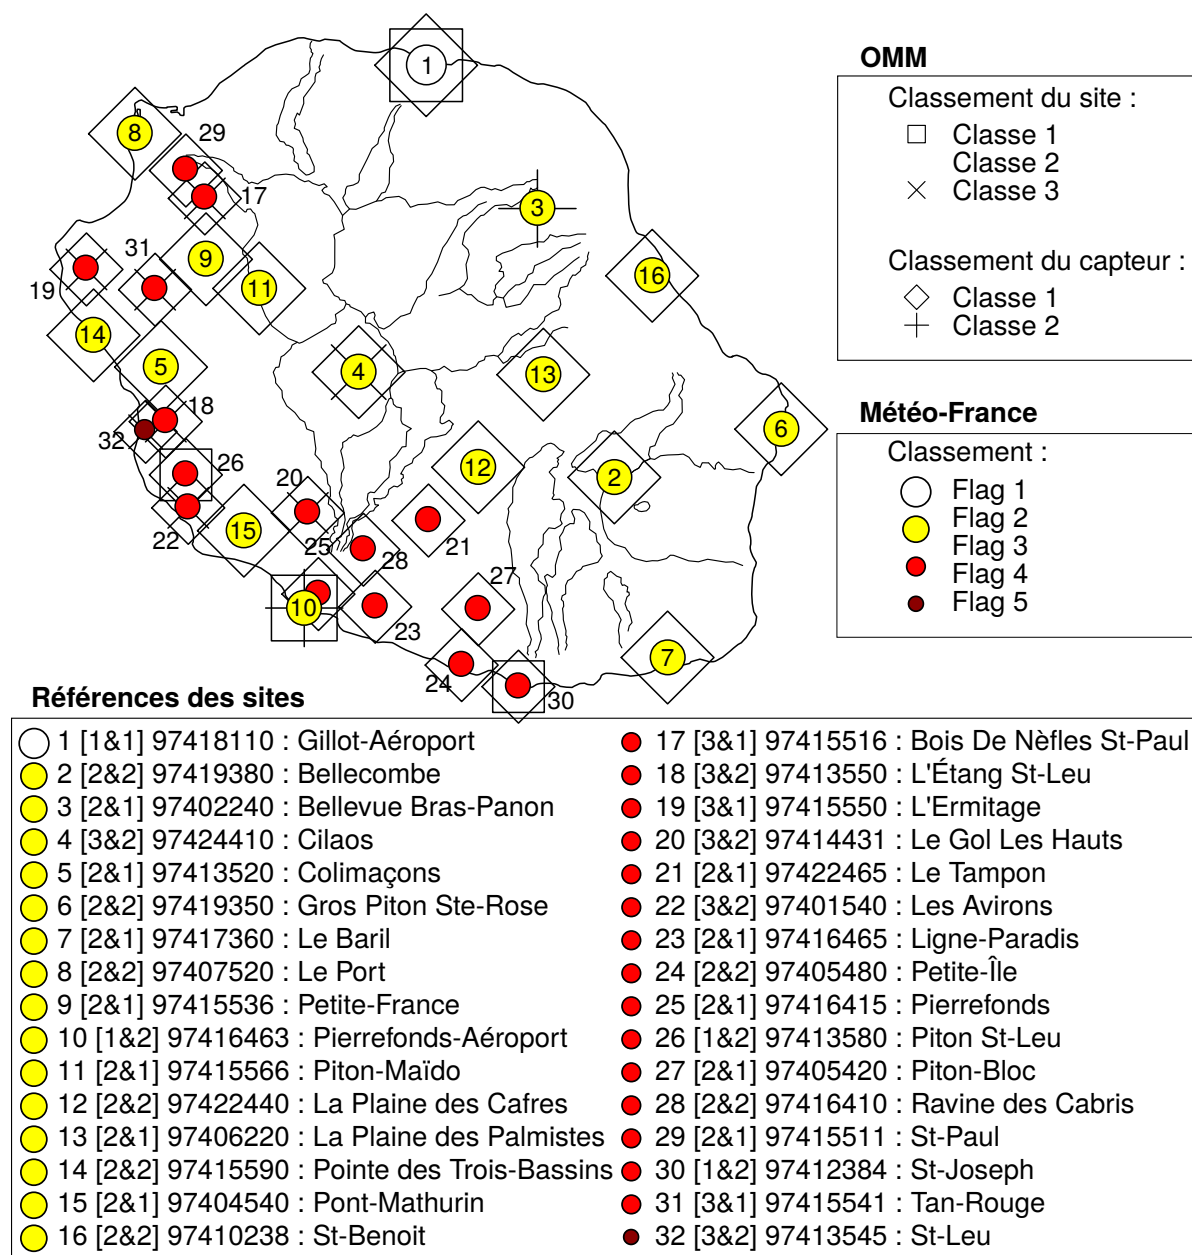 1
8
29
17
3
31
9
19
11
16
14
5
4
13
18
32
6
26
12
2
20
22
15
21
25
28
27
10
23
7
24
30
OMM
Classement du site :
Classe 1
Classe 2
Classe 3
Classement du capteur :
Classe 1
Classe 2
Météo-France
Classement :
Flag 1
Flag 2
Flag 3
Flag 4
Flag 5
Références des sites
1 [1&1] 97418110 : Gillot-Aéroport
2 [2&2] 97419380 : Bellecombe
3 [2&1] 97402240 : Bellevue Bras-Panon
4 [3&2] 97424410 : Cilaos
5 [2&1] 97413520 : Colimaçons
6 [2&2] 97419350 : Gros Piton Ste-Rose
7 [2&1] 97417360 : Le Baril
8 [2&2] 97407520 : Le Port
9 [2&1] 97415536 : Petite-France
10 [1&2] 97416463 : Pierrefonds-Aéroport
11 [2&1] 97415566 : Piton-Maïdo
12 [2&2] 97422440 : La Plaine des Cafres
13 [2&1] 97406220 : La Plaine des Palmistes
14 [2&2] 97415590 : Pointe des Trois-Bassins
15 [2&1] 97404540 : Pont-Mathurin
16 [2&2] 97410238 : St-Benoit
17 [3&1] 97415516 : Bois De Nèfles St-Paul
18 [3&2] 97413550 : L'Étang St-Leu
19 [3&1] 97415550 : L'Ermitage
20 [3&2] 97414431 : Le Gol Les Hauts
21 [2&1] 97422465 : Le Tampon
22 [3&2] 97401540 : Les Avirons
23 [2&1] 97416465 : Ligne-Paradis
24 [2&2] 97405480 : Petite-Île
25 [2&1] 97416415 : Pierrefonds
26 [1&2] 97413580 : Piton St-Leu
27 [2&1] 97405420 : Piton-Bloc
28 [2&2] 97416410 : Ravine des Cabris
29 [2&1] 97415511 : St-Paul
30 [1&2] 97412384 : St-Joseph
31 [3&1] 97415541 : Tan-Rouge
32 [3&2] 97413545 : St-Leu